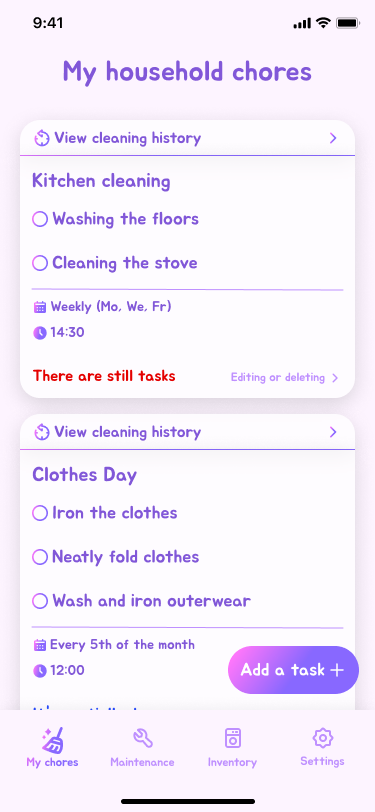 9:41
My household chores
View cleaning history
Kitchen cleaning
Washing the floors
Cleaning the stove
Weekly (Mo, We, Fr)
14:30
There are still tasks
Editing or deleting
View cleaning history
Clothes Day
Iron the clothes
Neatly fold clothes
Wash and iron outerwear
Every 5th of the month
12:00
Add a task
My chores
Maintenance
Inventory
Settings